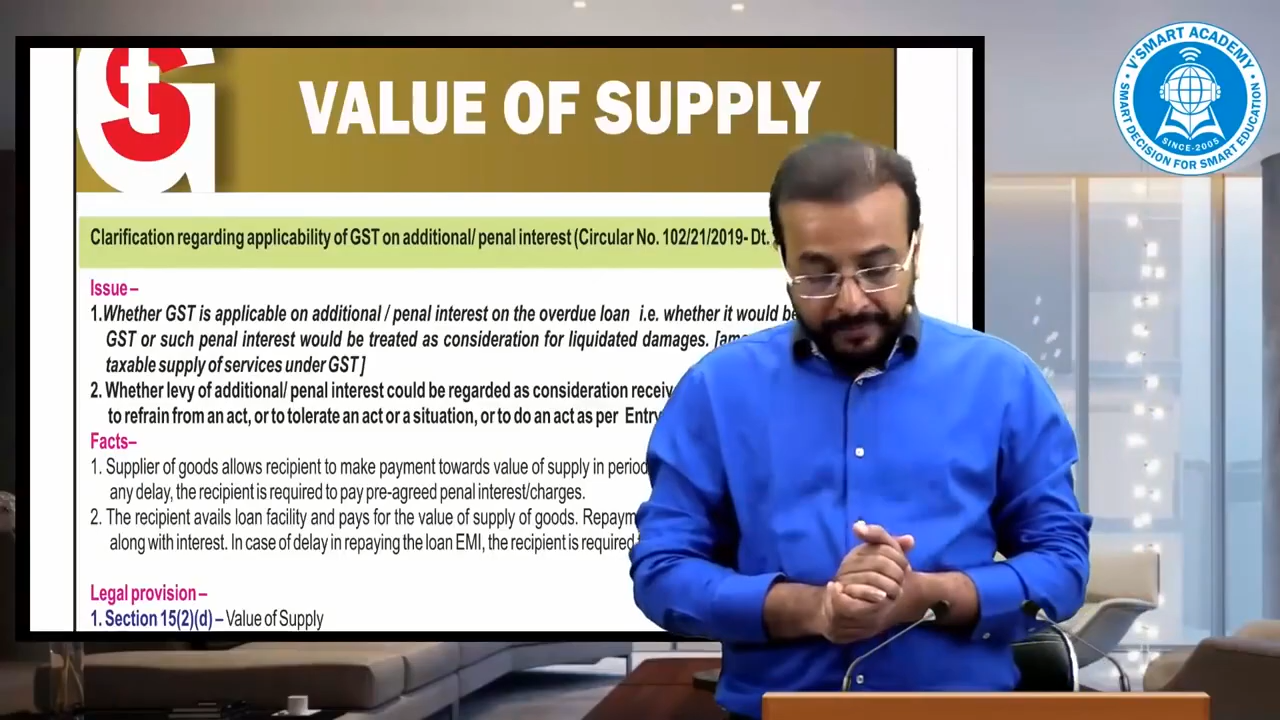 GST
VALUE OF SUPPLY
V'SMART ACADEMY
SINCE-2005
SMART DECISION FOR SMART EDUCATION
Clarification regarding applicability of GST on additional/ penal interest (Circular No. 102/21/2019- Dt.
Issue –
1.Whether GST is applicable on additional / penal interest on the overdue loan i.e. whether it would be
GST or such penal interest would be treated as consideration for liquidated damages.
taxable supply of services under GST]
2. Whether levy of additional/ penal interest could be regarded as consideration
to refrain from an act, or to tolerate an act or a situation, or to do an act as per Entry
Facts–
1. Supplier of goods allows recipient to make payment towards value of supply in
any delay, the recipient is required to pay pre-agreed penal interest/charges.
2. The recipient avails loan facility and pays for the value of supply of goods.
along with interest. In case of delay in repaying the loan EMI, the recipient is required
Legal provision –
1. Section 15(2)(d) – Value of Supply